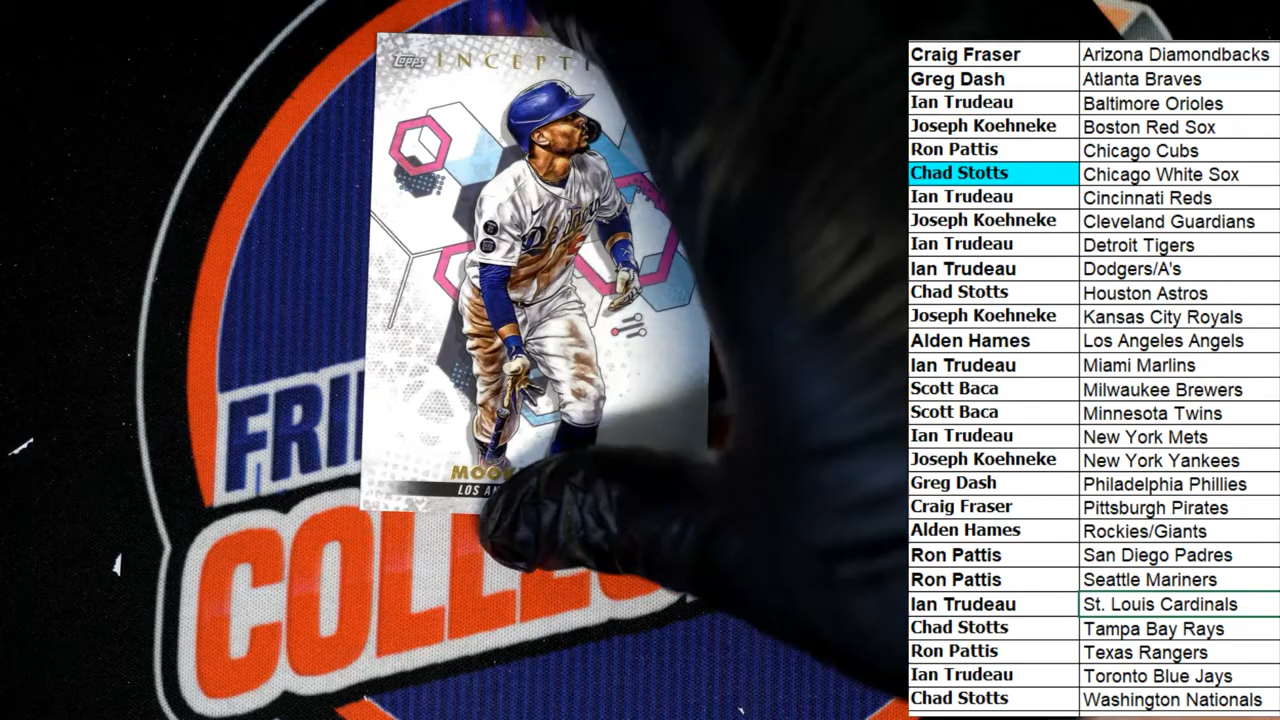 Topps INCEPTI
Dodgers
MOOK
LOS AN
FRI
COLLEC
Craig Fraser Arizona Diamondbacks
Greg Dash Atlanta Braves
Ian Trudeau Baltimore Orioles
Joseph Koehneke Boston Red Sox
Ron Pattis Chicago Cubs
Chad Stotts Chicago White Sox
Ian Trudeau Cincinnati Reds
Joseph Koehneke Cleveland Guardians
Ian Trudeau Detroit Tigers
Ian Trudeau Dodgers/A's
Chad Stotts Houston Astros
Joseph Koehneke Kansas City Royals
Alden Hames Los Angeles Angels
Ian Trudeau Miami Marlins
Scott Baca Milwaukee Brewers
Scott Baca Minnesota Twins
Ian Trudeau New York Mets
Joseph Koehneke New York Yankees
Greg Dash Philadelphia Phillies
Craig Fraser Pittsburgh Pirates
Alden Hames Rockies/Giants
Ron Pattis San Diego Padres
Ron Pattis Seattle Mariners
Ian Trudeau St. Louis Cardinals
Chad Stotts Tampa Bay Rays
Ron Pattis Texas Rangers
Ian Trudeau Toronto Blue Jays
Chad Stotts Washington Nationals